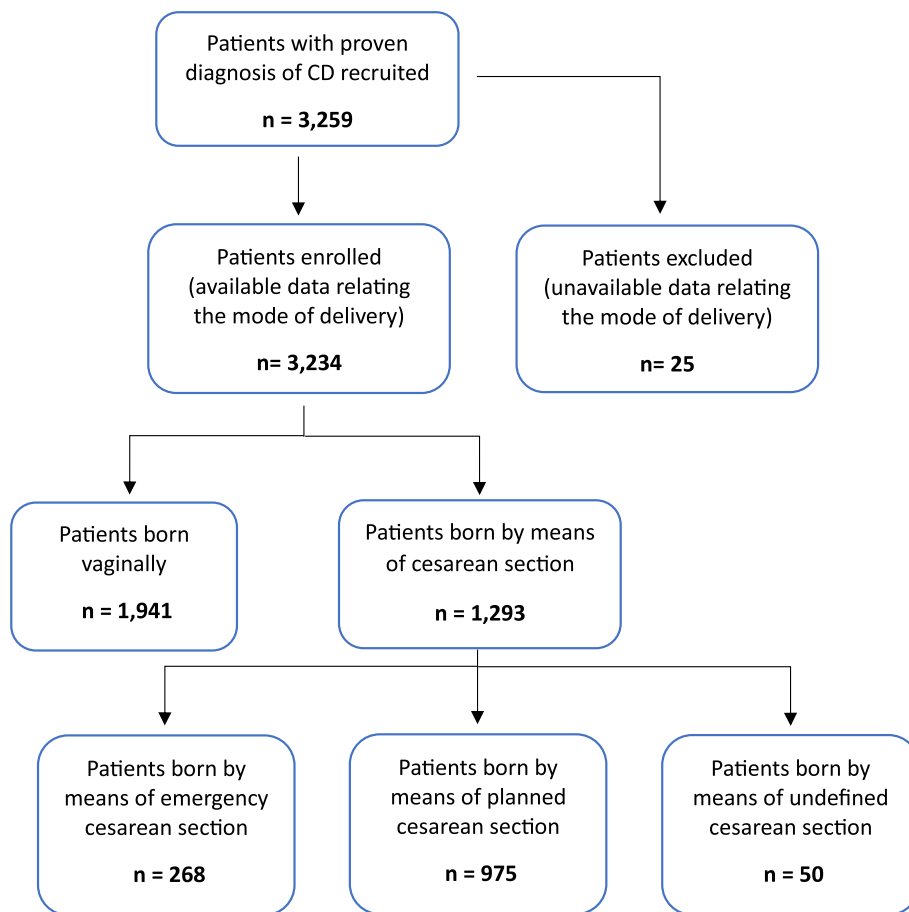 Patients with proven
diagnosis of CD recruited
n = 3,259
Patients enrolled
(available data relating
the mode of delivery)
n= 3,234
Patients excluded
(unavailable data relating
the mode of delivery)
n= 25
Patients born
vaginally
n = 1,941
Patients born by means
of cesarean section
n = 1,293
Patients born by
means of emergency
cesarean section
n = 268
Patients born by
means of planned
cesarean section
n = 975
Patients born by
means of undefined
cesarean section
n = 50